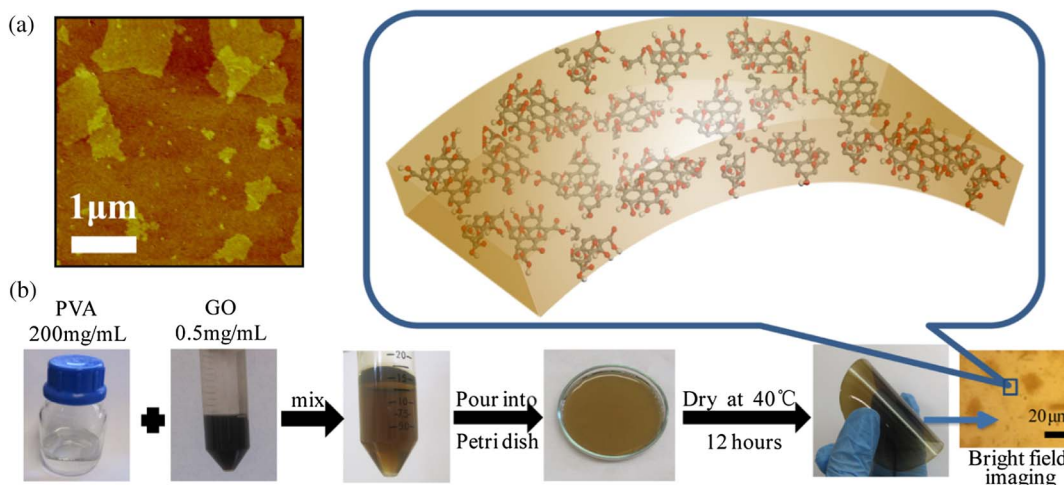 (a)
1μm
(b)
PVA
200mg/mL
GO
0.5mg/mL
mix
Pour into
Petri dish
Dry at 40℃
12 hours
20μm
Bright field
imaging